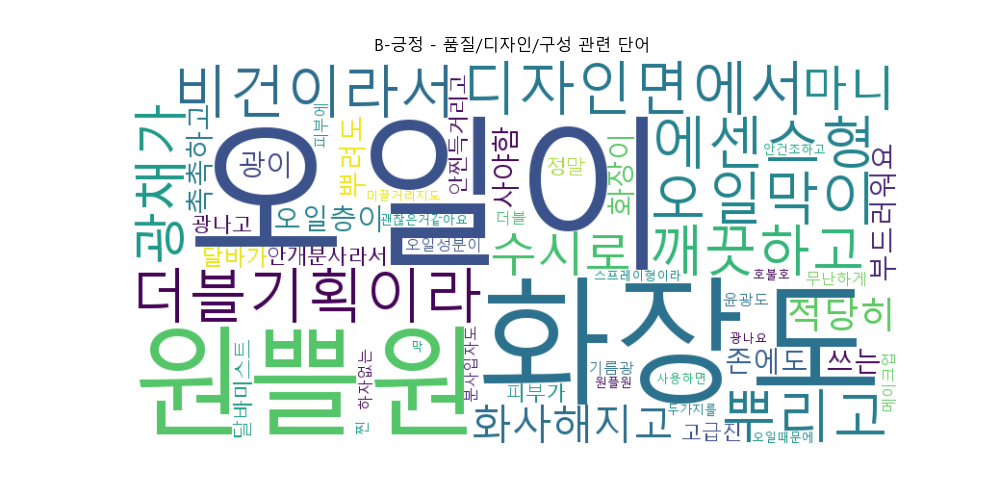 B-긍정 - 품질/디자인/구성 관련 단어
비건이라서
디자인면에서
마니
광채가
촉촉하고
피부에
뿌려도
안찐득거리고
사야함
정말
화장이
에센스형
안건조하고
오일이
광이
미끌거리지도
오일막이
부드러워요
광나고
오일층이
괜찮은거같아요
더블
달바가
안개분사라서
오일성분이
수시로
깨끗하고
더블기획이라
스프레이형이라
호불호
무난하게
화장도
윤광도
적당히
원쁠원
달바미스트
하자없는
찐
막
분사입자도
광나요
기름광
원플원
피부가
사용하면
존에도
쓰는
메이크업
화사해지고
두가지를
고급진
뿌리고
오일때문에